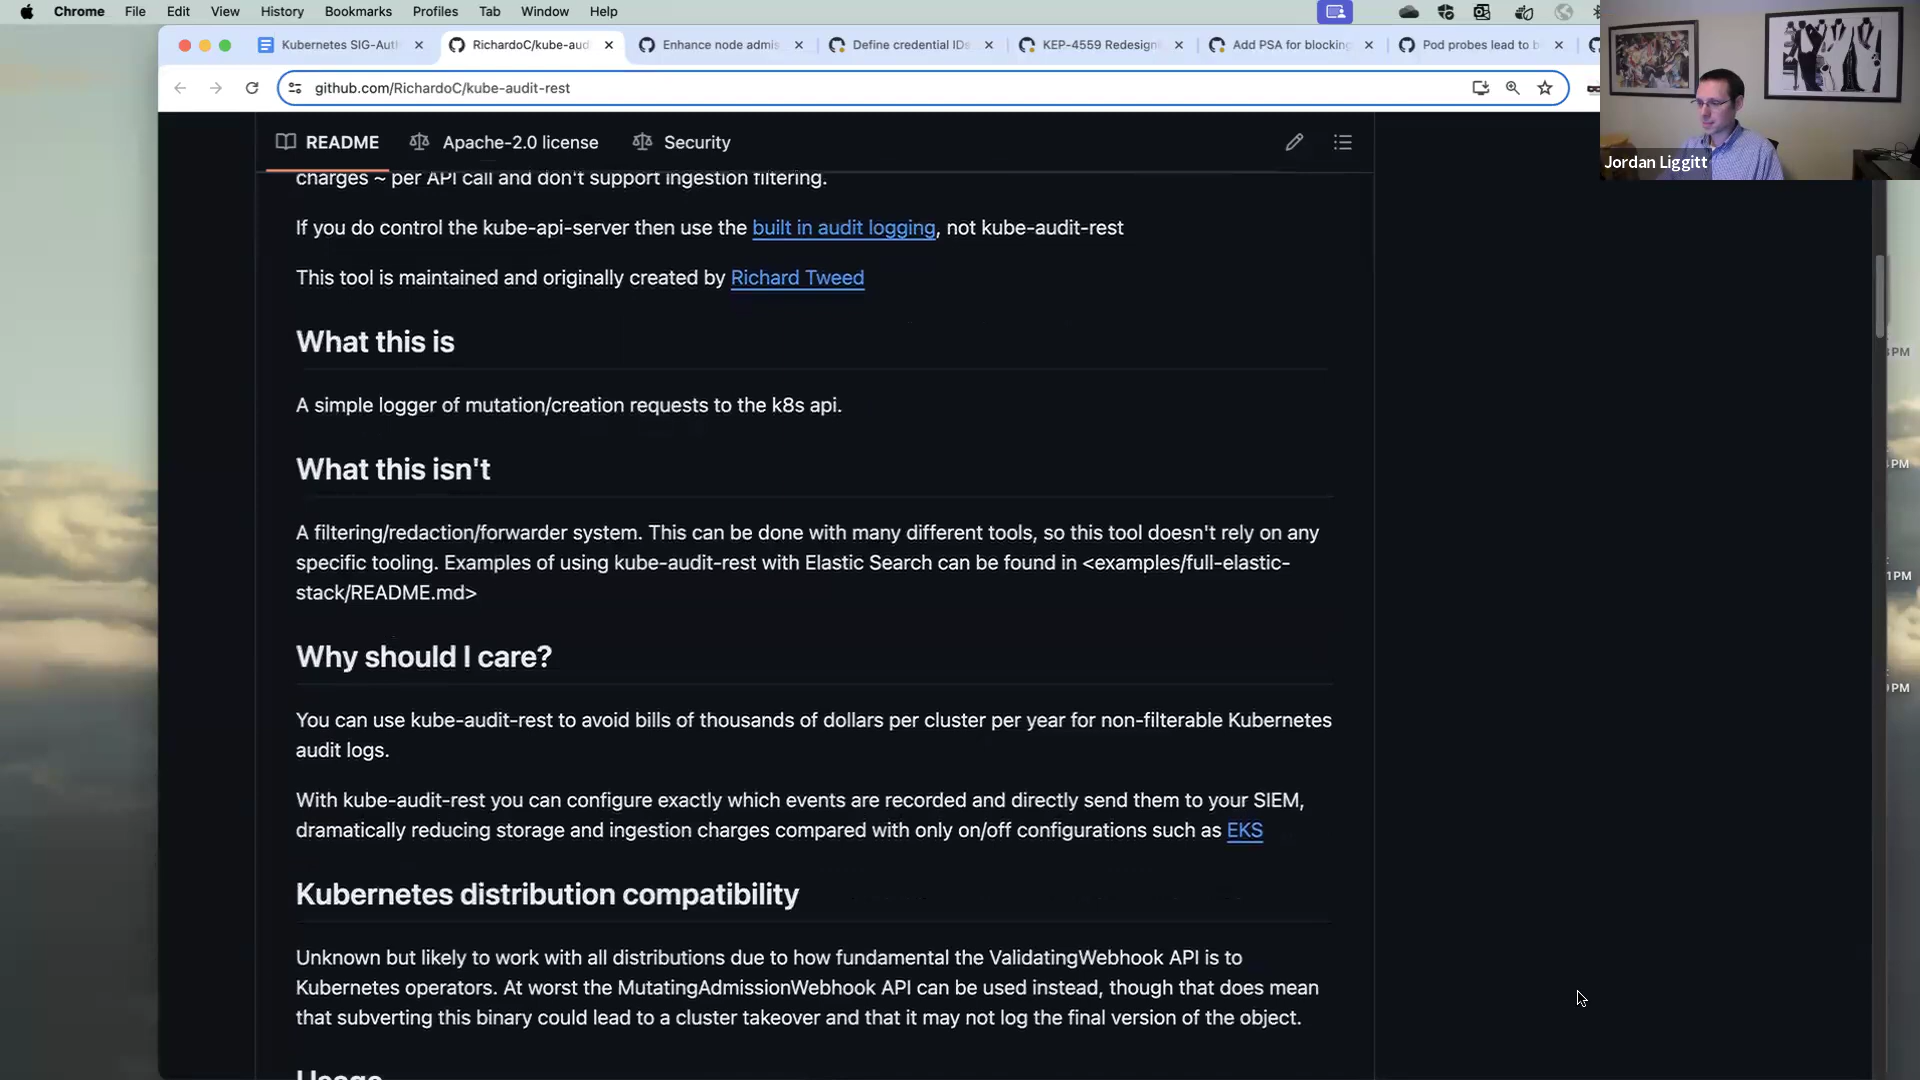 Chrome File Edit View History Bookmarks Profiles Tab Window Help
Kubernetes SIG-Auth
RichardoC/kube-aud
Enhance node admis
Define credential IDs
KEP-4559 Redesign
Add PSA for blocking
Pod probes lead to b
github.com/RichardoC/kube-audit-rest
Jordan Liggitt
README Apache-2.0 license Security
charges ~ per API call and don't support ingestion filtering.
If you do control the kube-api-server then use the built in audit logging, not kube-audit-rest
This tool is maintained and originally created by Richard Tweed
What this is
A simple logger of mutation/creation requests to the k8s api.
What this isn't
A filtering/redaction/forwarder system. This can be done with many different tools, so this tool doesn't rely on any
specific tooling. Examples of using kube-audit-rest with Elastic Search can be found in <examples/full-elastic-
stack/README.md>
Why should I care?
You can use kube-audit-rest to avoid bills of thousands of dollars per cluster per year for non-filterable Kubernetes
audit logs.
With kube-audit-rest you can configure exactly which events are recorded and directly send them to your SIEM,
dramatically reducing storage and ingestion charges compared with only on/off configurations such as EKS
Kubernetes distribution compatibility
Unknown but likely to work with all distributions due to how fundamental the ValidatingWebhook API is to
Kubernetes operators. At worst the MutatingAdmissionWebhook API can be used instead, though that does mean
that subverting this binary could lead to a cluster takeover and that it may not log the final version of the object.
Usage